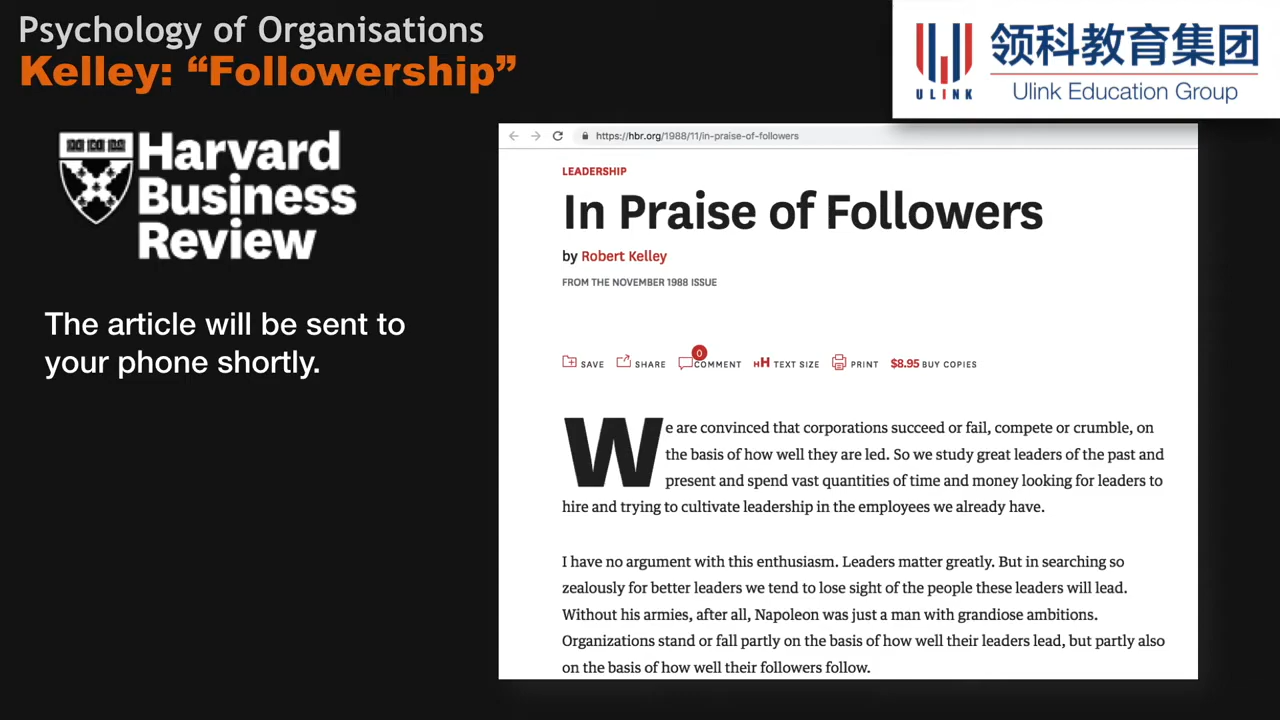 Psychology of Organisations
Kelley: “Followership”
ULINK
领科教育集团
Ulink Education Group
Harvard
Business
Review
The article will be sent to
your phone shortly.
https://hbr.org/1988/11/in-praise-of-followers
LEADERSHIP
In Praise of Followers
by Robert Kelley
FROM THE NOVEMBER 1988 ISSUE
SAVE SHARE 0 COMMENT HH TEXT SIZE PRINT $8.95 BUY COPIES
We are convinced that corporations succeed or fail, compete or crumble, on
the basis of how well they are led. So we study great leaders of the past and
present and spend vast quantities of time and money looking for leaders to
hire and trying to cultivate leadership in the employees we already have.
I have no argument with this enthusiasm. Leaders matter greatly. But in searching so
zealously for better leaders we tend to lose sight of the people these leaders will lead.
Without his armies, after all, Napoleon was just a man with grandiose ambitions.
Organizations stand or fall partly on the basis of how well their leaders lead, but partly also
on the basis of how well their followers follow.